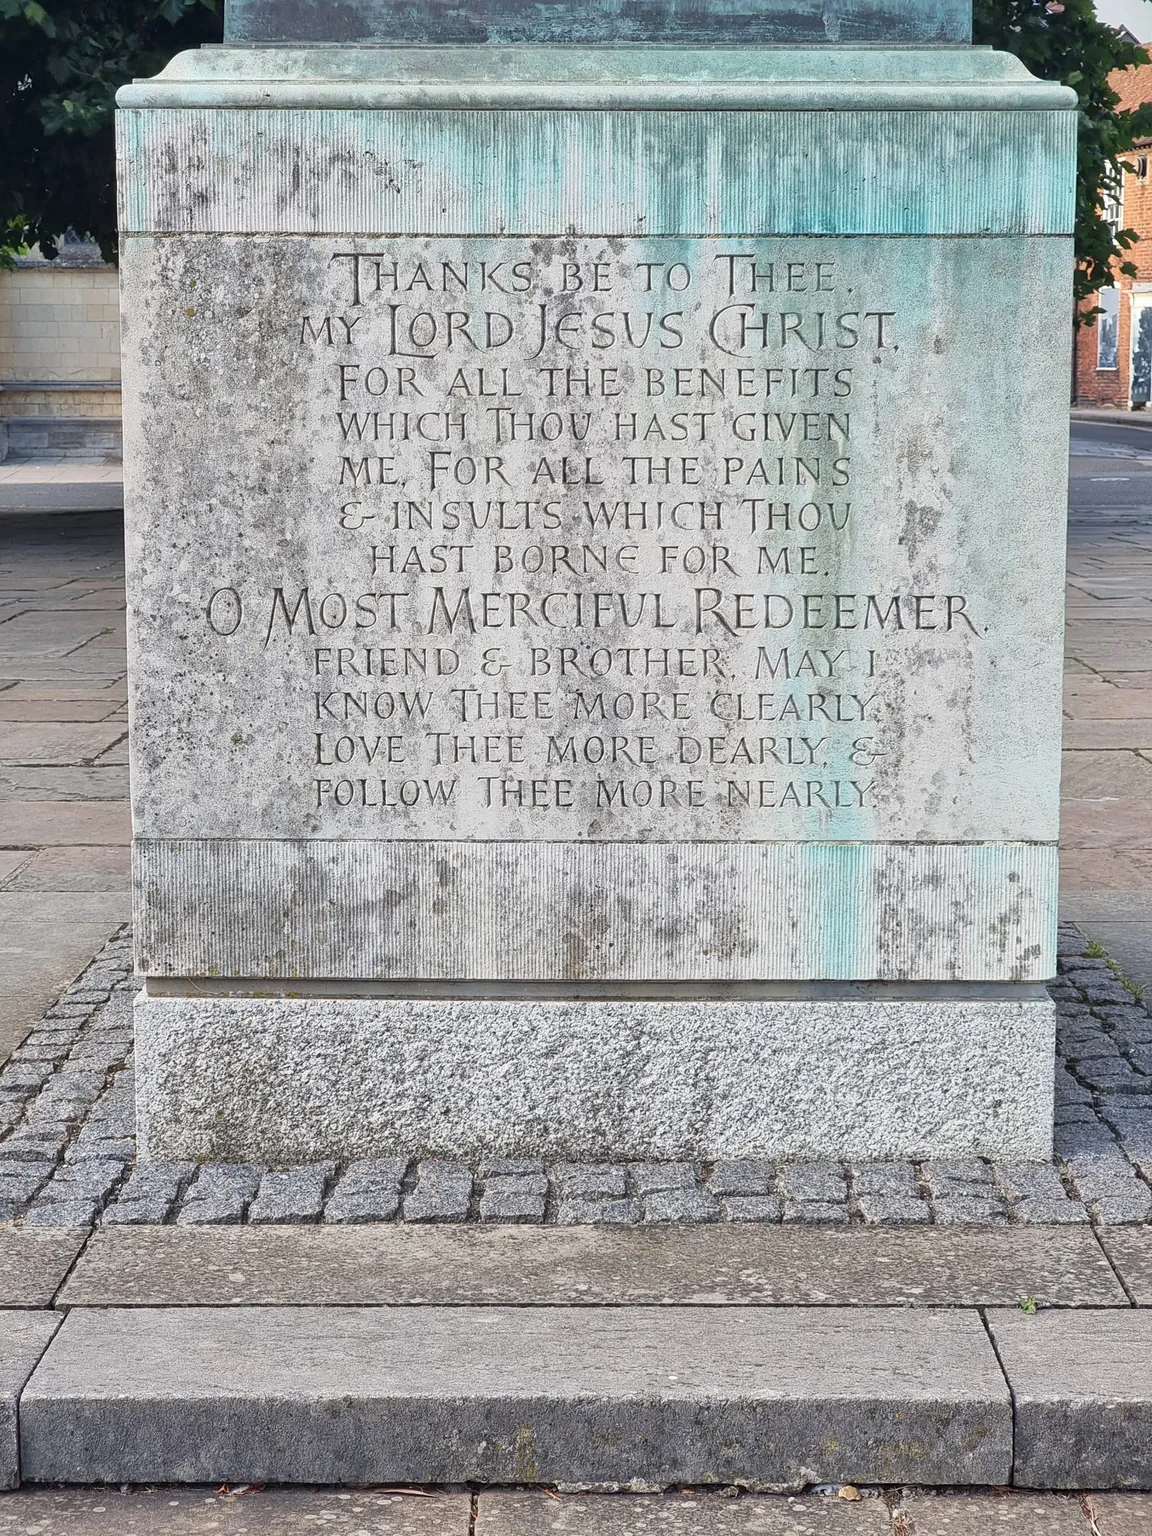 THANKS BE TO THEE,
MY LORD JESUS CHRIST,
FOR ALL THE BENEFITS
WHICH THOU HAST GIVEN
ME, FOR ALL THE PAINS
& INSULTS WHICH THOU
HAST BORNE FOR ME.
O MOST MERCIFUL REDEEMER,
FRIEND & BROTHER, MAY I
KNOW THEE MORE CLEARLY,
LOVE THEE MORE DEARLY, &
FOLLOW THEE MORE NEARLY.